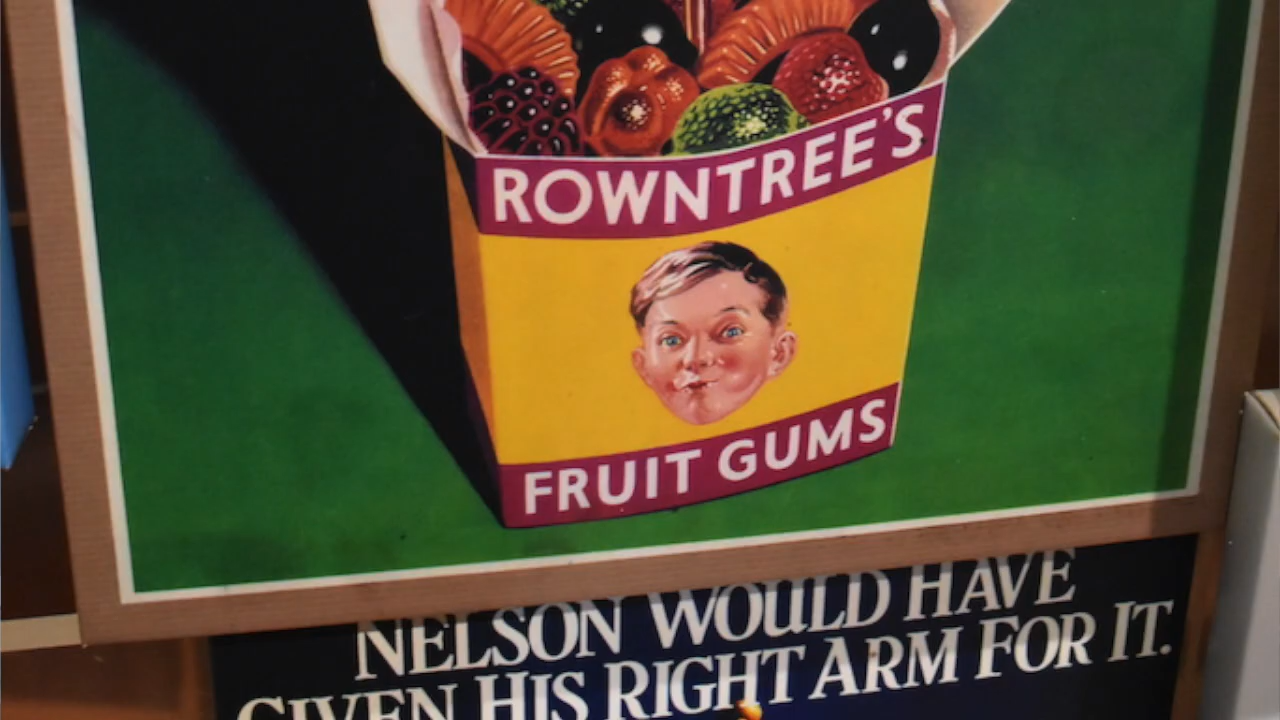 ROWNTREE'S
FRUIT GUMS
NELSON WOULD HAVE
GIVEN HIS RIGHT ARM FOR IT.